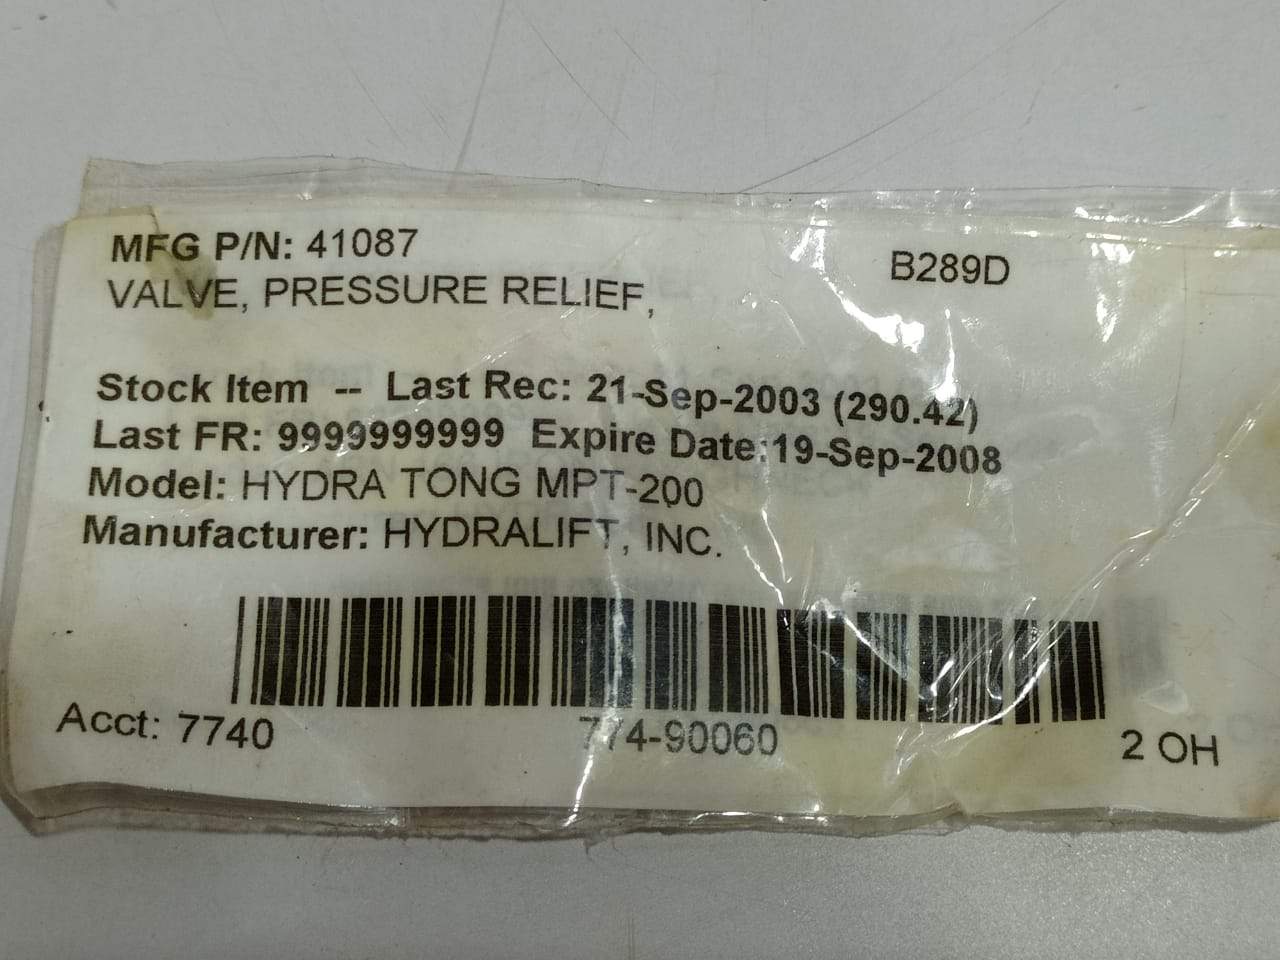 MFG P/N: 41087
B289D
VALVE, PRESSURE RELIEF,
Stock Item -- Last Rec: 21-Sep-2003 (290.42)
Last FR: 9999999999 Expire Date:19-Sep-2008
Model: HYDRA TONG MPT-200
Manufacturer: HYDRALIFT, INC.
Acct: 7740
774-90060
2 OH